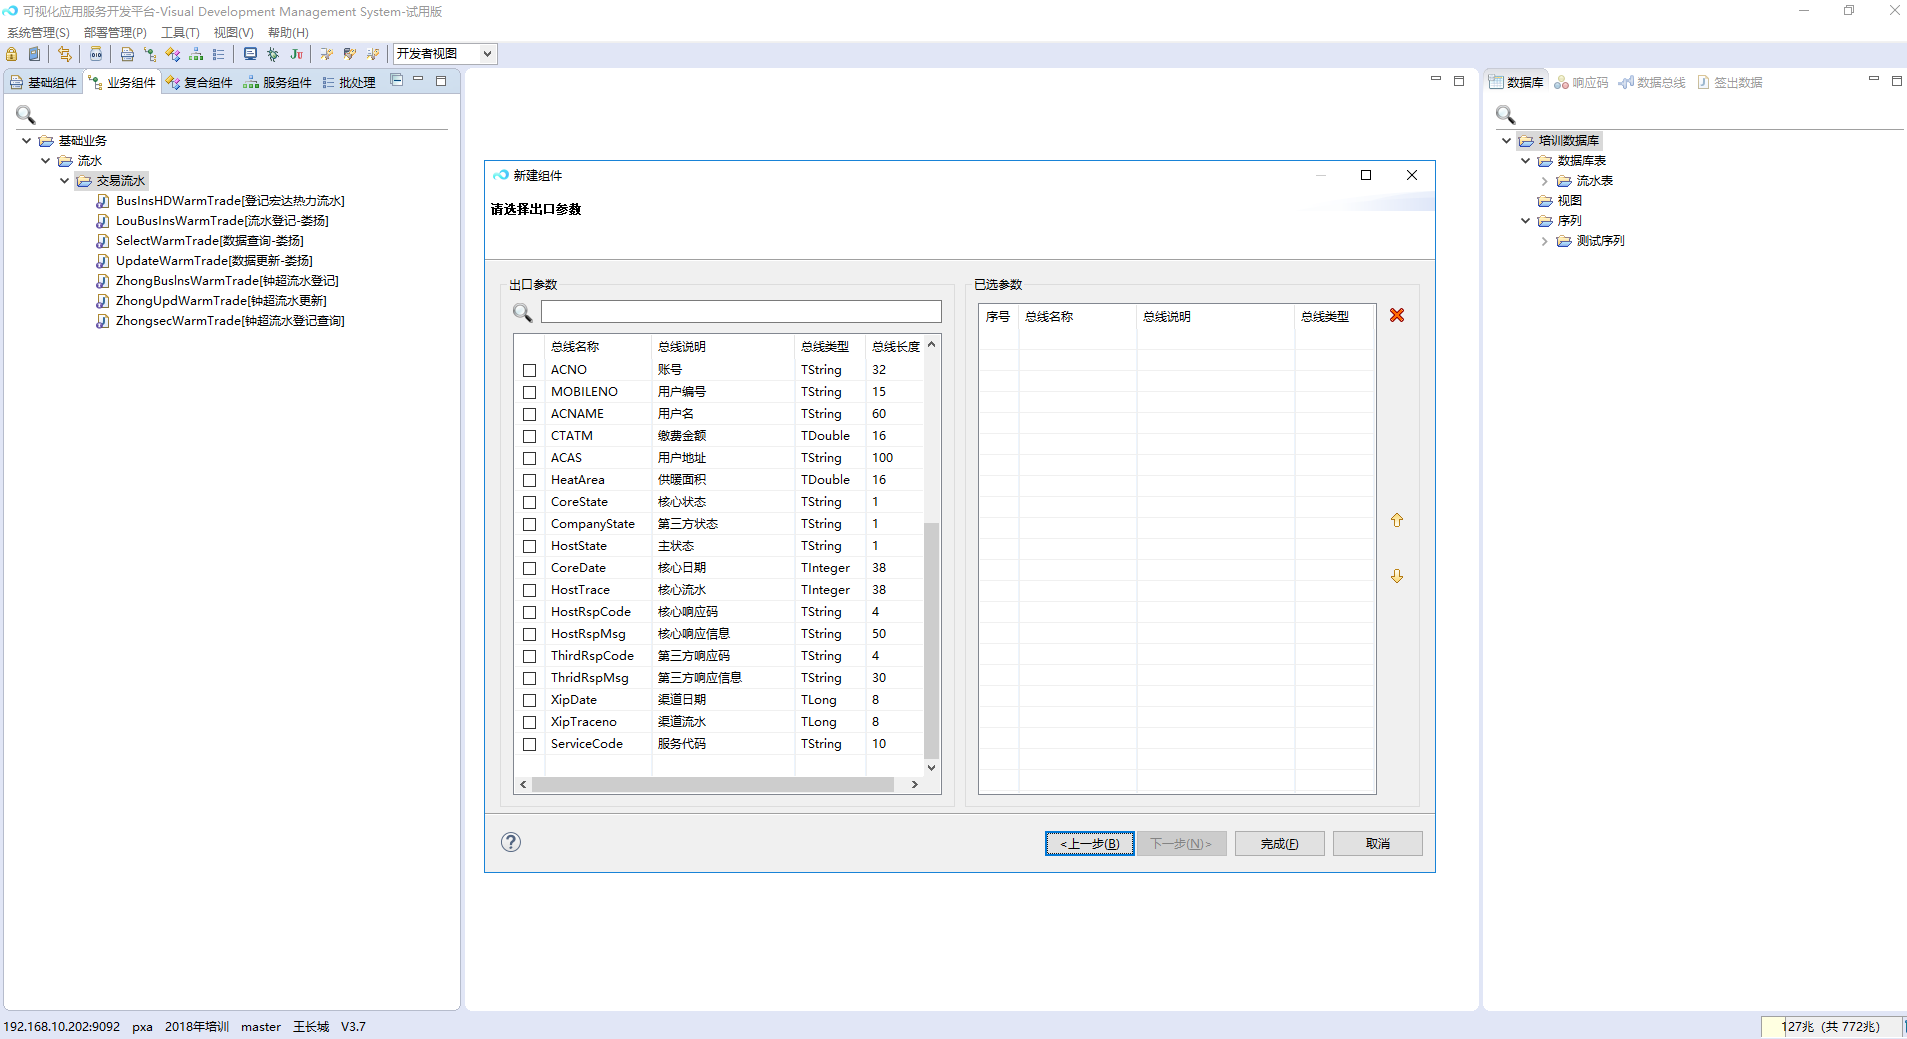 可视化应用服务开发平台-Visual Development Management System-试用版
系统管理(S) 部署管理(P) 工具(T) 视图(V) 帮助(H)
开发者视图
基础组件 业务组件 复合组件 服务组件 批处理
基础业务
流水
交易流水
BusInsHDWarmTrade[登记宏达热力流水]
LouBusInsWarmTrade[流水登记-娄扬]
SelectWarmTrade[数据查询-娄扬]
UpdateWarmTrade[数据更新-娄扬]
ZhongBusInsWarmTrade[钟超流水登记]
ZhongUpdWarmTrade[钟超流水更新]
ZhongsecWarmTrade[钟超流水登记查询]
新建组件
请选择出口参数
出口参数
总线名称 总线说明 总线类型 总线长度
ACNO 账号 TString 32
MOBILENO 用户编号 TString 15
ACNAME 用户名 TString 60
CTATM 缴费金额 TDouble 16
ACAS 用户地址 TString 100
HeatArea 供暖面积 TDouble 16
CoreState 核心状态 TString 1
CompanyState 第三方状态 TString 1
HostState 主状态 TString 1
CoreDate 核心日期 TInteger 38
HostTrace 核心流水 TInteger 38
HostRspCode 核心响应码 TString 4
HostRspMsg 核心响应信息 TString 50
ThirdRspCode 第三方响应码 TString 4
ThridRspMsg 第三方响应信息 TString 30
XipDate 渠道日期 TLong 8
XipTraceno 渠道流水 TLong 8
ServiceCode 服务代码 TString 10
已选参数
序号 总线名称 总线说明 总线类型
<上一步(B) 下一步(N)> 完成(F) 取消
数据库 响应码 数据总线 签出数据
培训数据库
数据库表
流水表
视图
序列
测试序列
192.168.10.202:9092 pxa 2018年培训 master 王长城 V3.7
127兆 (共 772兆)